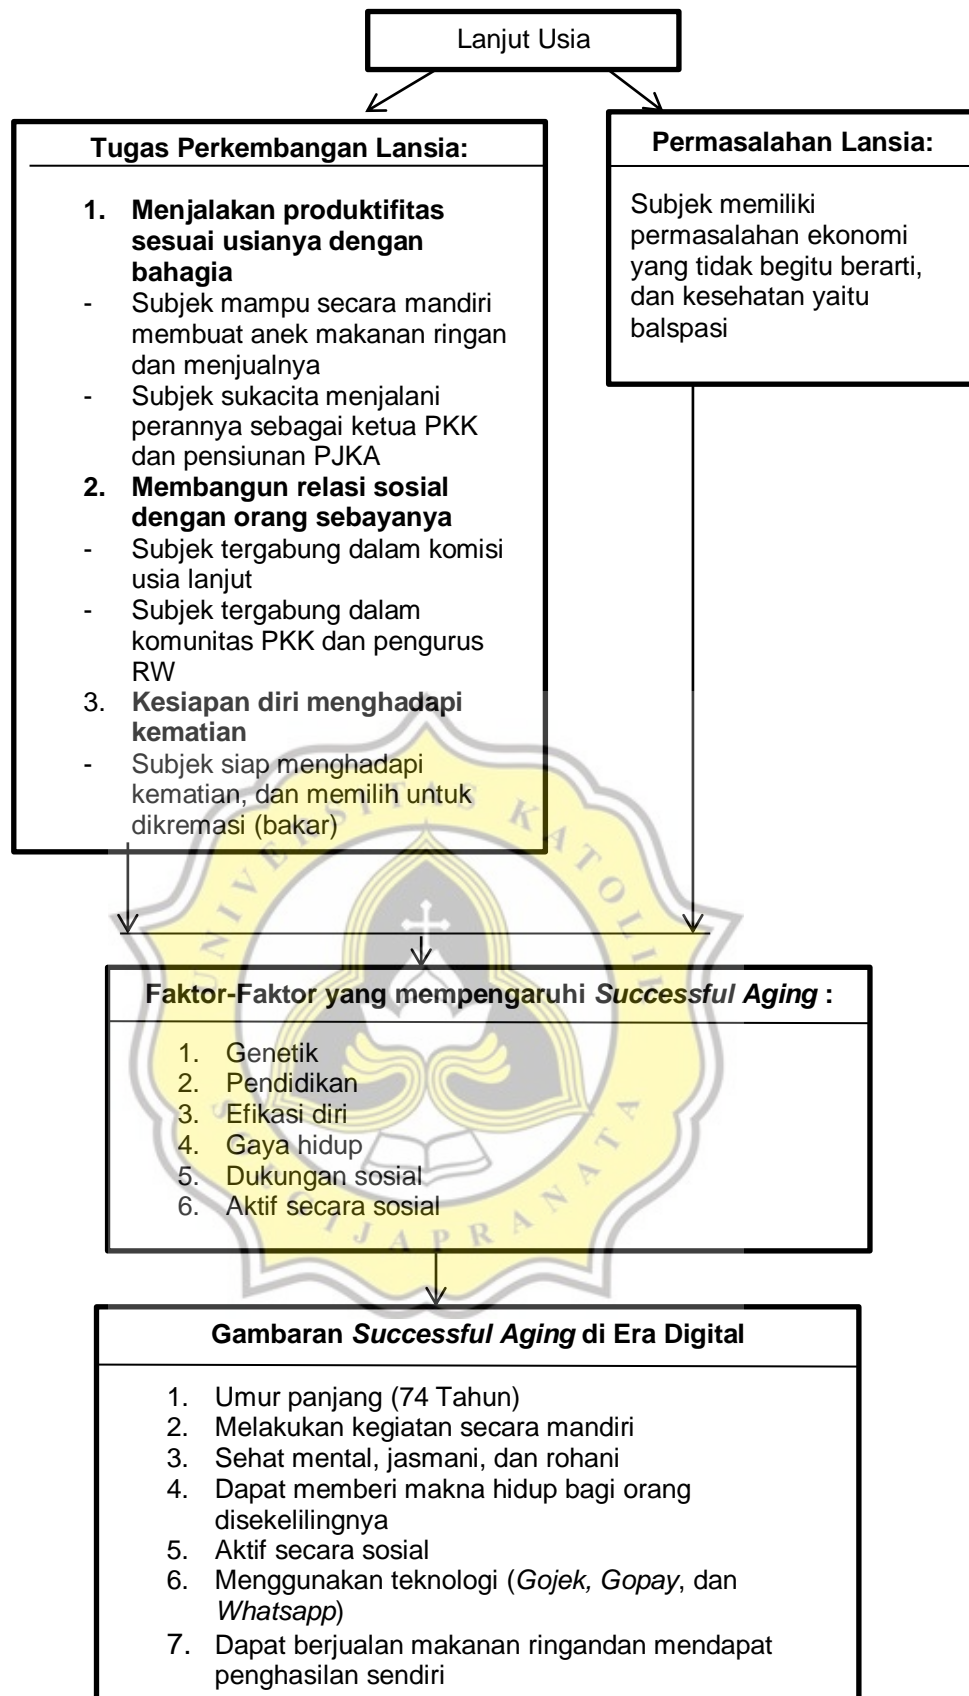 Lanjut Usia
Tugas Perkembangan Lansia:
1. Menjalakan produktifitas
sesuai usianya dengan
bahagia
- Subjek mampu secara mandiri
membuat anek makanan ringan
dan menjualnya
- Subjek sukacita menjalani
perannya sebagai ketua PKK
dan pensiunan PJKA
2. Membangun relasi sosial
dengan orang sebayanya
- Subjek tergabung dalam komisi
usia lanjut
- Subjek tergabung dalam
komunitas PKK dan pengurus
RW
3. Kesiapan diri menghadapi
kematian
- Subjek siap menghadapi
kematian, dan memilih untuk
dikremasi (bakar)
Permasalahan Lansia:
Subjek memiliki
permasalahan ekonomi
yang tidak begitu berarti,
dan kesehatan yaitu
balspasi
Faktor-Faktor yang mempengaruhi Successful Aging :
1. Genetik
2. Pendidikan
3. Efikasi diri
4. Gaya hidup
5. Dukungan sosial
6. Aktif secara sosial
Gambaran Successful Aging di Era Digital
1. Umur panjang (74 Tahun)
2. Melakukan kegiatan secara mandiri
3. Sehat mental, jasmani, dan rohani
4. Dapat memberi makna hidup bagi orang
disekelilingnya
5. Aktif secara sosial
6. Menggunakan teknologi (Gojek, Gopay, dan
Whatsapp)
7. Dapat berjualan makanan ringandan mendapat
penghasilan sendiri
UNIVERSITAS KATOLIK
SOEGIJAPRANATA